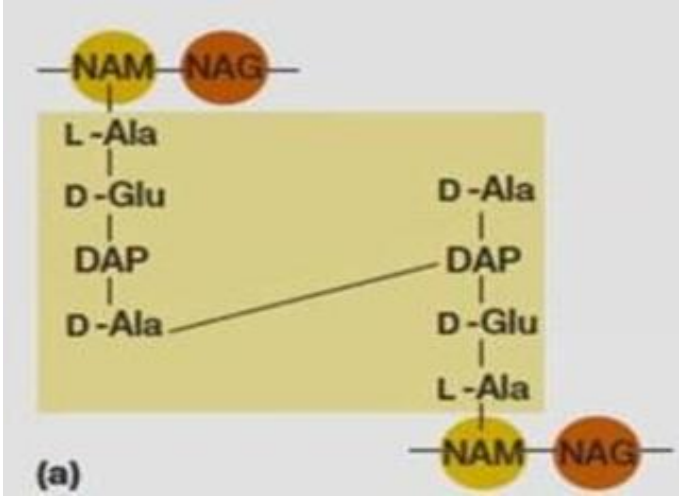 NAM NAG
L-Ala
D-Glu
DAP
D-Ala
D-Ala
DAP
D-Glu
L-Ala
NAM NAG
(a)